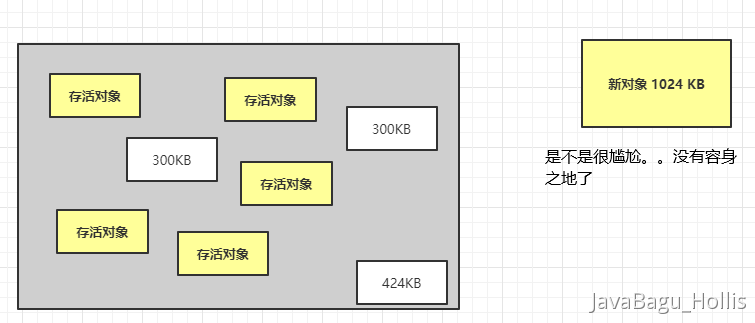 存活对象
存活对象
新对象 1024 KB
300KB
300KB
是不是很尴尬。。没有容身
之地了
存活对象
存活对象
存活对象
424KB
JavaBagu_Hollis